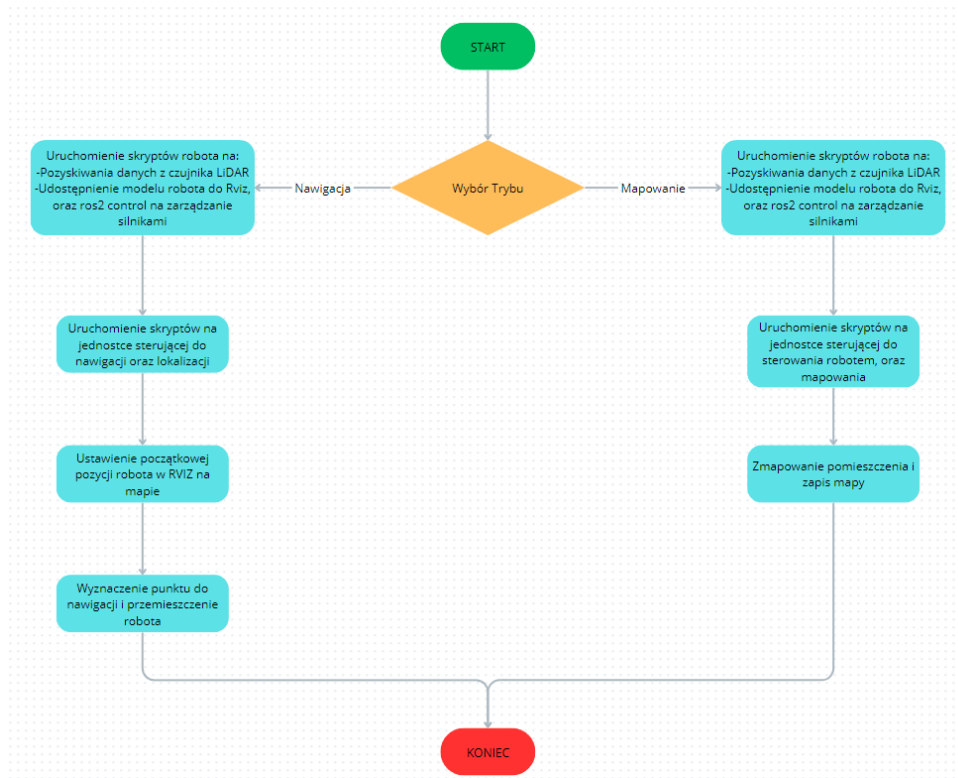 START
Uruchomienie skryptów robota na:
-Pozyskiwania danych z czujnika LiDAR
-Udostępnienie modelu robota do Rviz,
oraz ros2 control na zarządzanie
silnikami
Nawigacja
Wybór Trybu
Mapowanie
Uruchomienie skryptów robota na:
-Pozyskiwania danych z czujnika LiDAR
-Udostępnienie modelu robota do Rviz,
oraz ros2 control na zarządzanie
silnikami
Uruchomienie skryptów na
jednostce sterującej do
nawigacji oraz lokalizacji
Uruchomienie skryptów na
jednostce sterującej do
sterowania robotem, oraz
mapowania
Ustawienie początkowej
pozycji robota w RVIZ na
mapie
Zmapowanie pomieszczenia i
zapis mapy
Wyznaczenie punktu do
nawigacji i przemieszczenie
robota
KONIEC